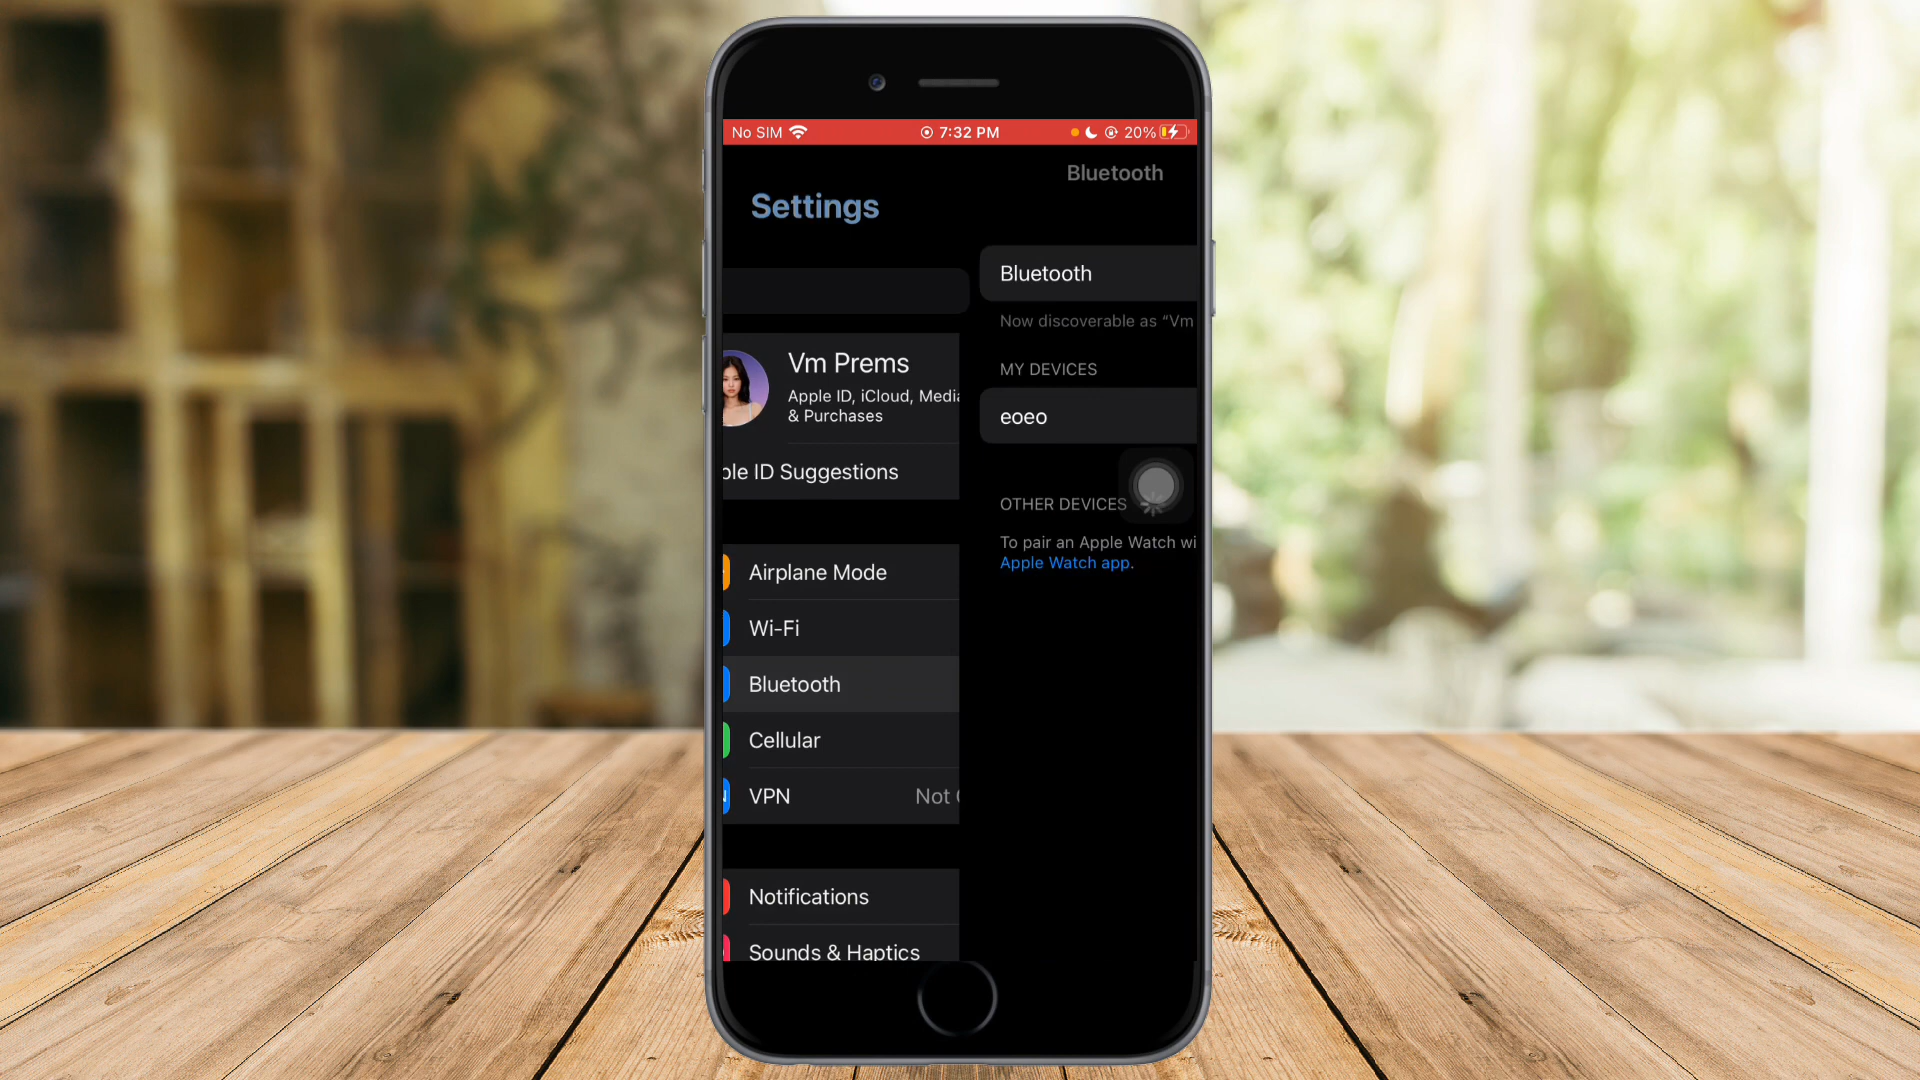 No SIM 7:32 PM 20%
Settings
Vm Prems
Apple ID, iCloud, Media
& Purchases
ple ID Suggestions
Airplane Mode
Wi-Fi
Bluetooth
Cellular
VPN Not
Notifications
Sounds & Haptics
Bluetooth
Bluetooth
Now discoverable as “Vm
MY DEVICES
eoeo
OTHER DEVICES
To pair an Apple Watch wi
Apple Watch app.